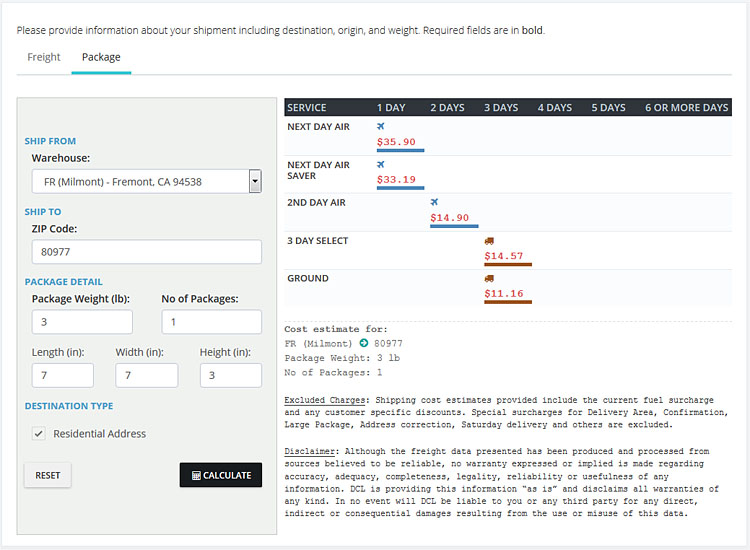 Please provide information about your shipment including destination, origin, and weight. Required fields are in bold.
Freight Package
SHIP FROM
Warehouse:
FR (Milmont) - Fremont, CA 94538
SHIP TO
ZIP Code:
80977
PACKAGE DETAIL
Package Weight (lb): No of Packages:
3 1
Length (in): Width (in): Height (in):
7 7 3
DESTINATION TYPE
Residential Address
RESET CALCULATE
SERVICE 1 DAY 2 DAYS 3 DAYS 4 DAYS 5 DAYS 6 OR MORE DAYS
NEXT DAY AIR
$35.90
NEXT DAY AIR
SAVER
$33.19
2ND DAY AIR
$14.90
3 DAY SELECT
$14.57
GROUND
$11.16
Cost estimate for:
FR (Milmont) 80977
Package Weight: 3 lb
No of Packages: 1
Excluded Charges: Shipping cost estimates provided include the current fuel surcharge
and any customer specific discounts. Special surcharges for Delivery Area, Confirmation,
Large Package, Address correction, Saturday delivery and others are excluded.
Disclaimer: Although the freight data presented has been produced and processed from
sources believed to be reliable, no warranty expressed or implied is made regarding
accuracy, adequacy, completeness, legality, reliability or usefulness of any
information. DCL is providing this information "as is" and disclaims all warranties of
any kind. In no event will DCL be liable to you or any third party for any direct,
indirect or consequential damages resulting from the use or misuse of this data.